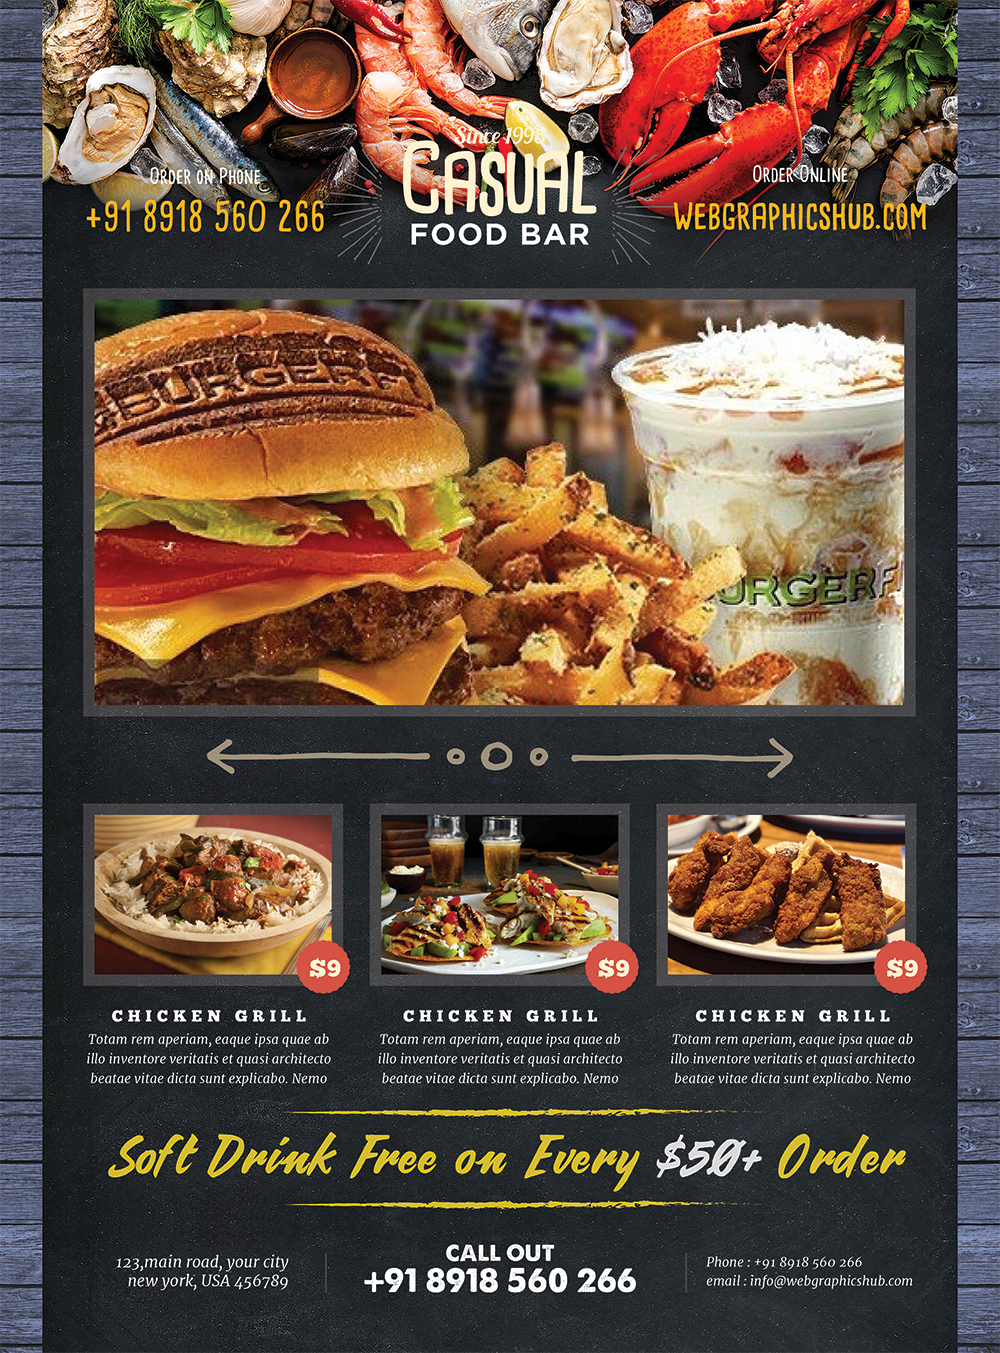 Since 1998
CASUAL
FOOD BAR
ORDER ON PHONE
+91 8918 560 266
ORDER ONLINE
WEBGRAPHICSHUB.COM
BURGERFI
URGERF
$9
$9
$9
CHICKEN GRILL
Totam rem aperiam, eaque ipsa quae ab
illo inventore veritatis et quasi architecto
beatae vitae dicta sunt explicabo. Nemo
CHICKEN GRILL
Totam rem aperiam, eaque ipsa quae ab
illo inventore veritatis et quasi architecto
beatae vitae dicta sunt explicabo. Nemo
CHICKEN GRILL
Totam rem aperiam, eaque ipsa quae ab
illo inventore veritatis et quasi architecto
beatae vitae dicta sunt explicabo. Nemo
Soft Drink Free on Every $50+ Order
123,main road, your city
new york, USA 456789
CALL OUT
+91 8918 560 266
Phone : +91 8918 560 266
email : info@webgraphicshub.com